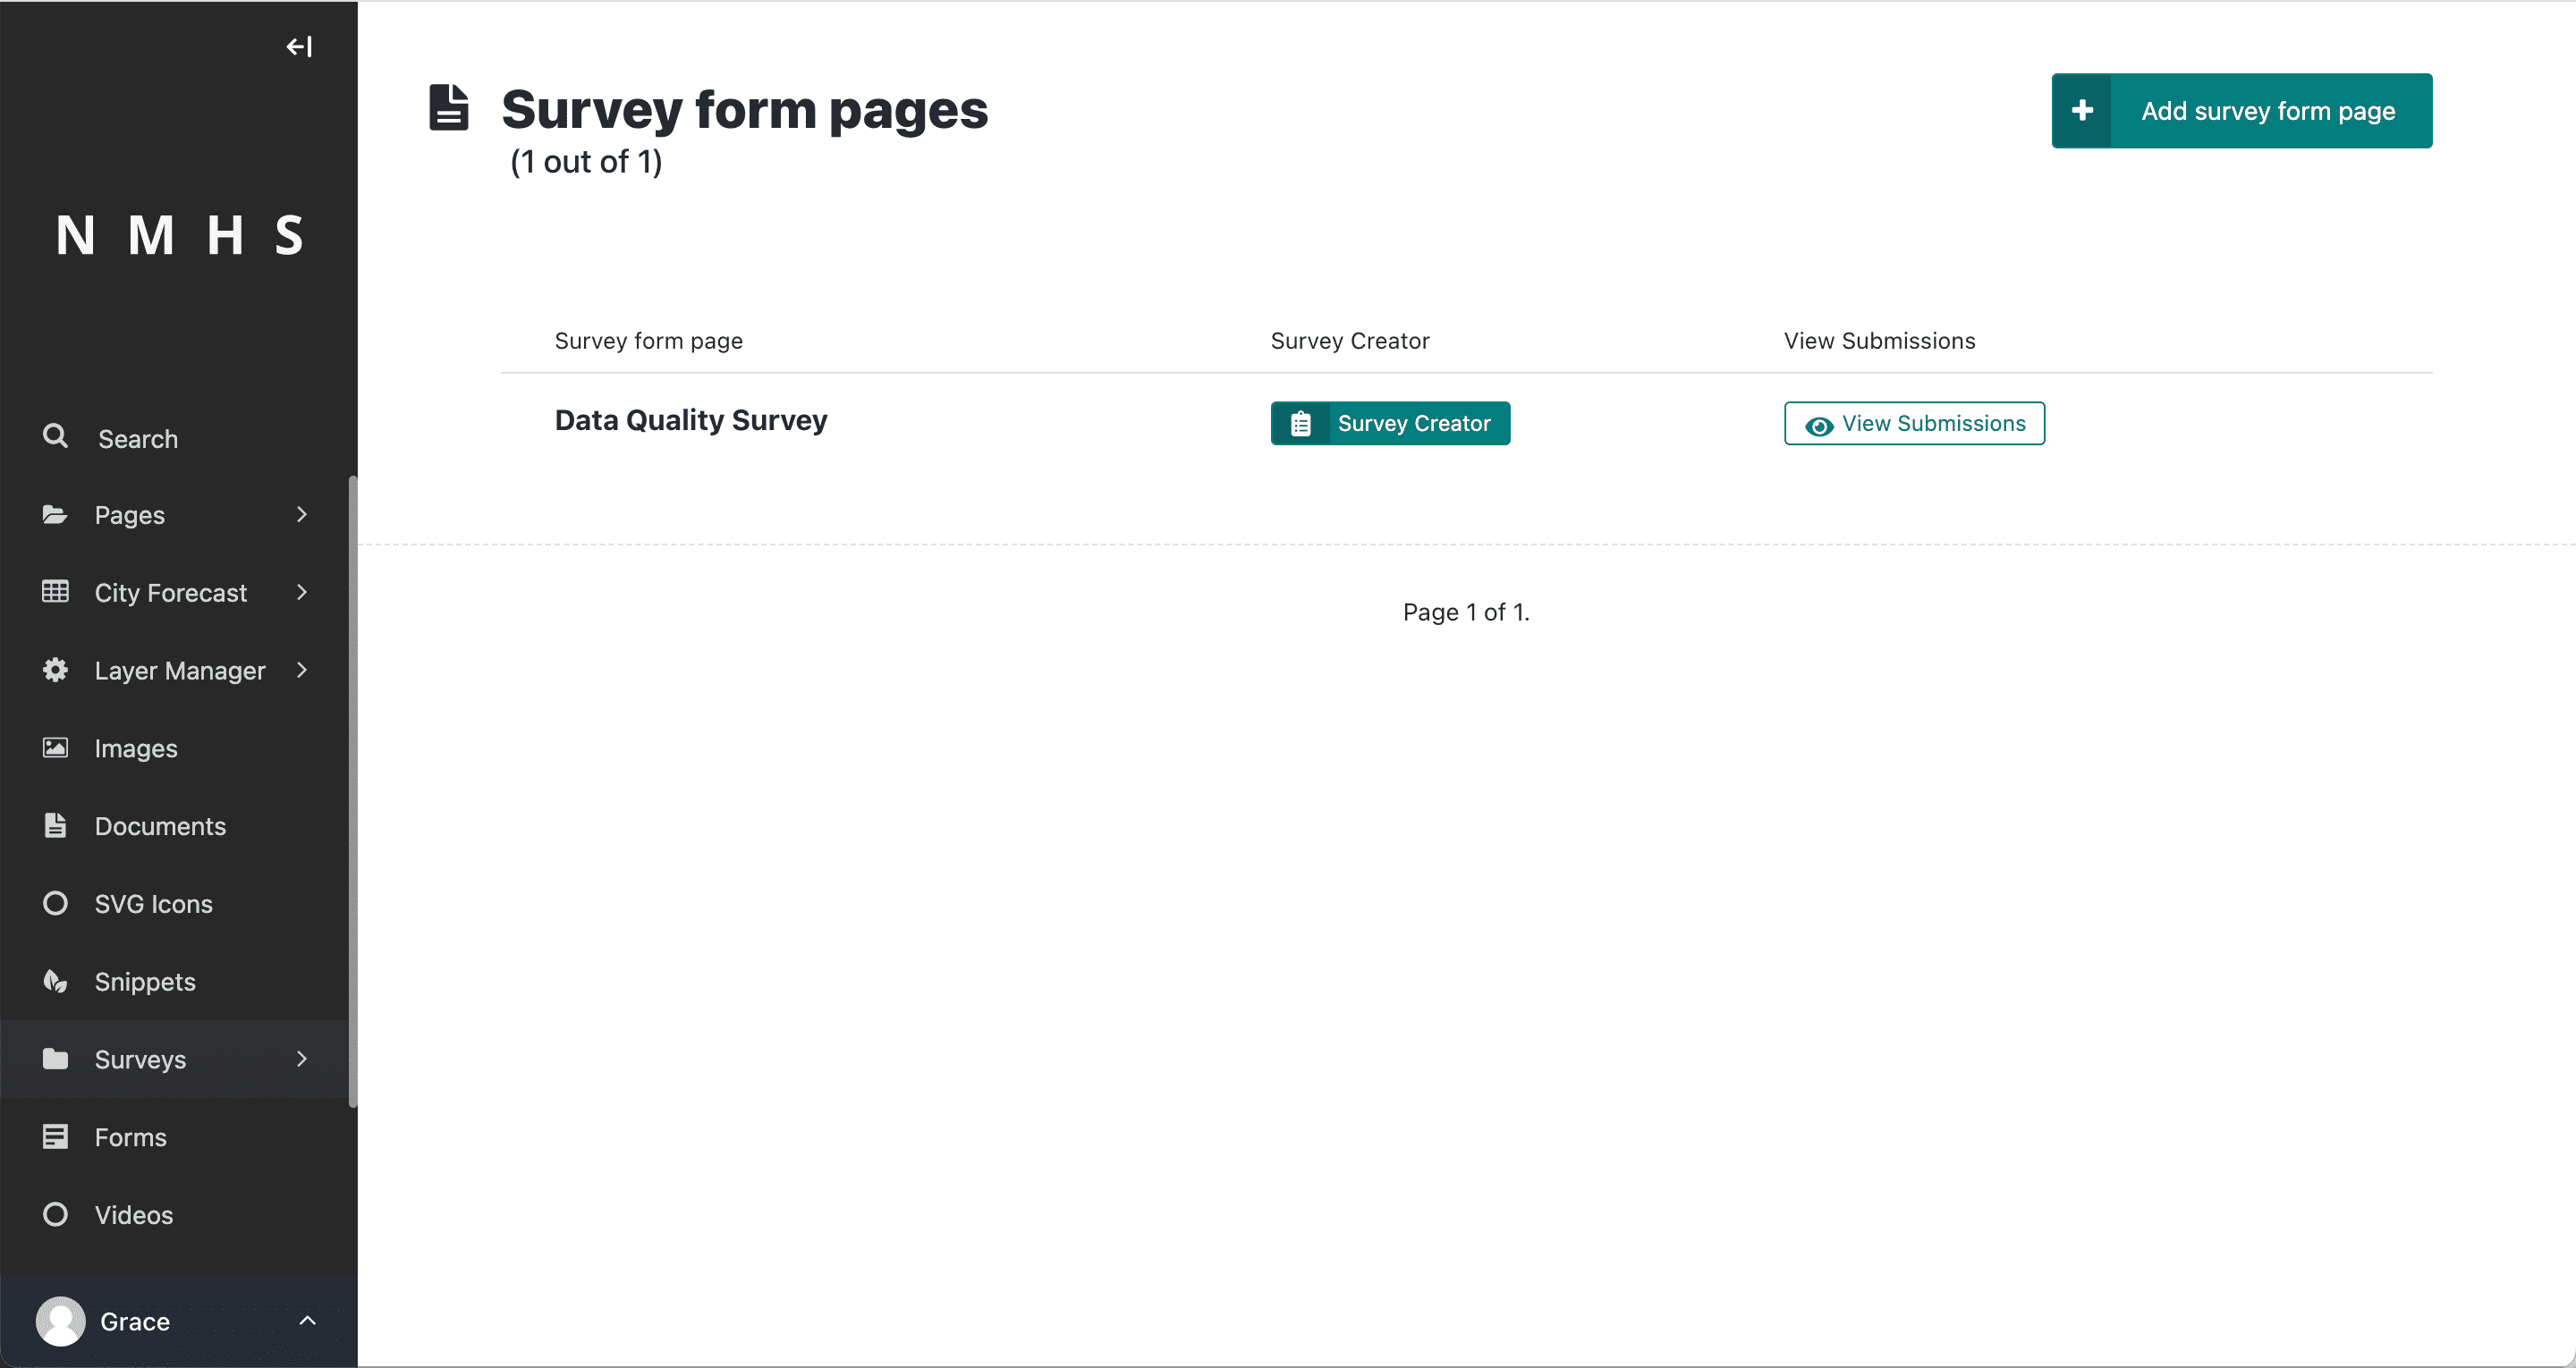 N M H S
Search
Pages
City Forecast
Layer Manager
Images
Documents
SVG Icons
Snippets
Surveys
Forms
Videos
Grace
Survey form pages
(1 out of 1)
Add survey form page
Survey form page Survey Creator View Submissions
Data Quality Survey Survey Creator View Submissions
Page 1 of 1.